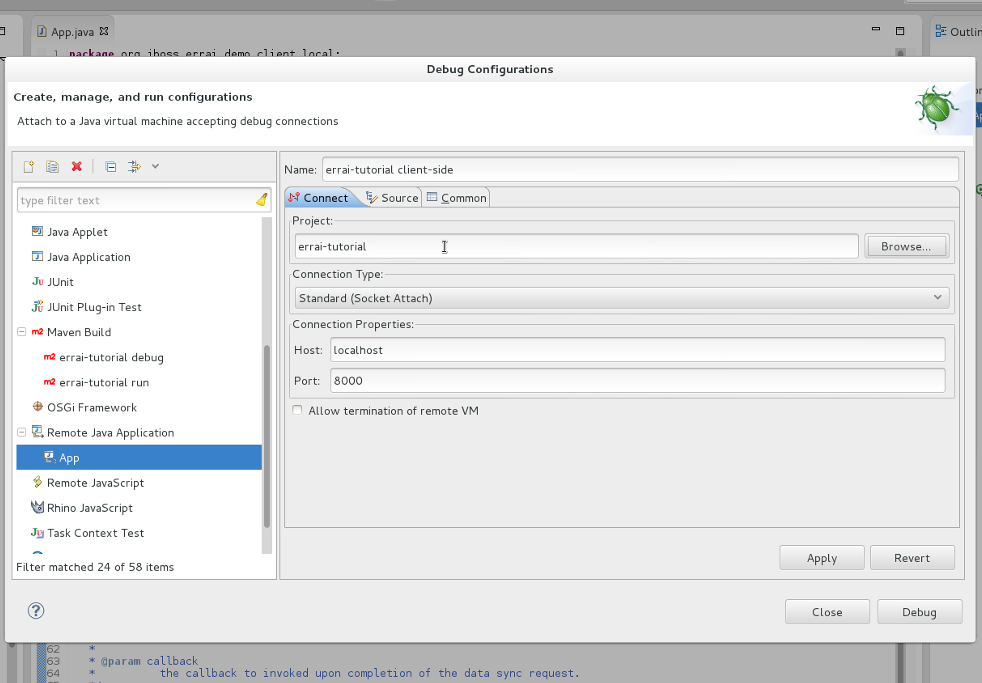 App.java
Outlin
1 package org.jboss.errai.demo.client.local;
Debug Configurations
Create, manage, and run configurations
Attach to a Java virtual machine accepting debug connections
type filter text
Java Applet
Java Application
Ju JUnit
JUnit Plug-in Test
m2 Maven Build
m2 errai-tutorial debug
m2 errai-tutorial run
OSGi Framework
Remote Java Application
App
Remote JavaScript
Rhino JavaScript
Task Context Test
Filter matched 24 of 58 items
Name: errai-tutorial client-side
Connect Source Common
Project:
errai-tutorial Browse...
Connection Type:
Standard (Socket Attach)
Connection Properties:
Host: localhost
Port: 8000
Allow termination of remote VM
Apply Revert
? Close Debug
62 *
63 * @param callback
64 * the callback to invoked upon completion of the data sync request.